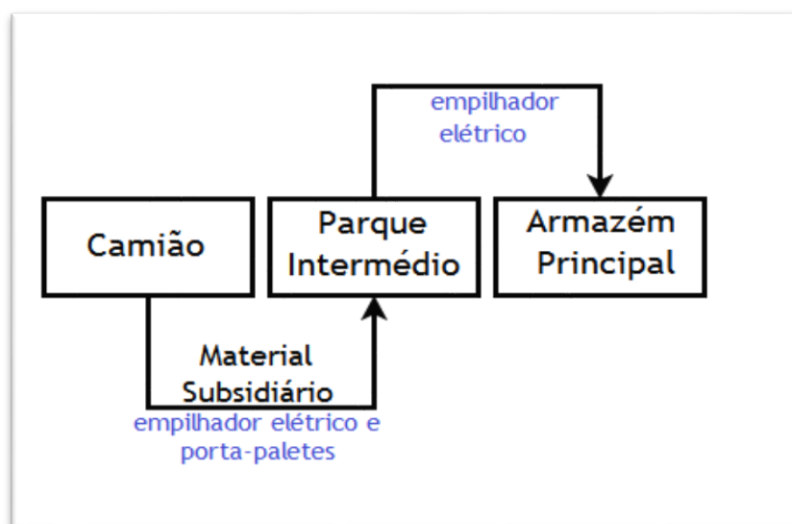 empilhador
elétrico
Camião
Parque
Intermédio
Armazém
Principal
Material
Subsidiário
empilhador elétrico e
porta-paletes